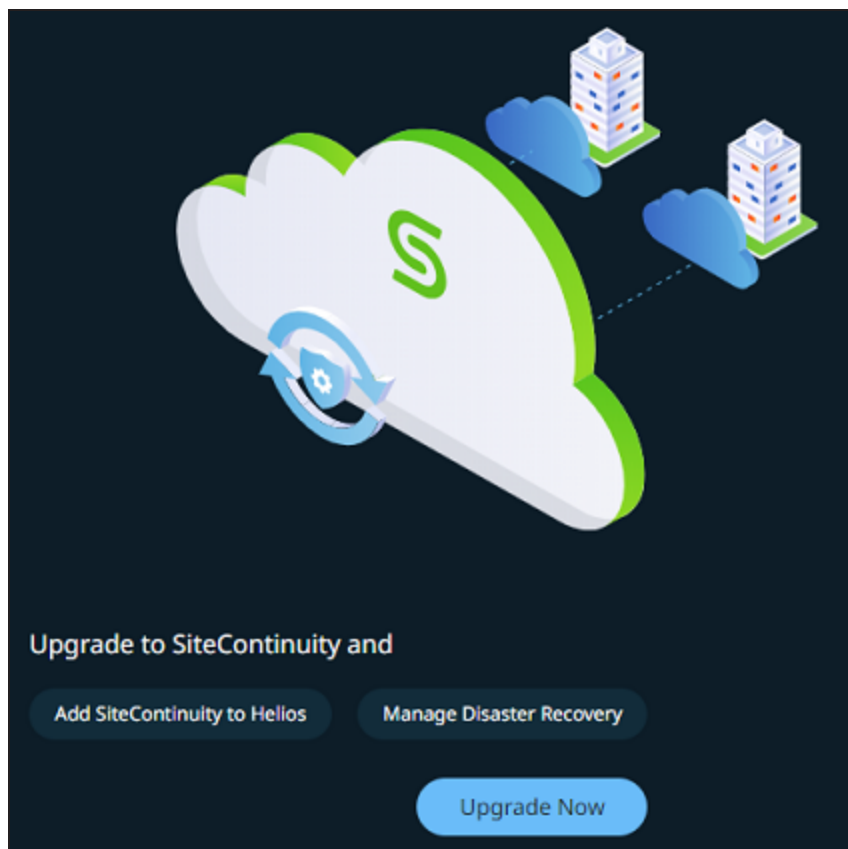 Upgrade to SiteContinuity and
Add SiteContinuity to Helios
Manage Disaster Recovery
Upgrade Now